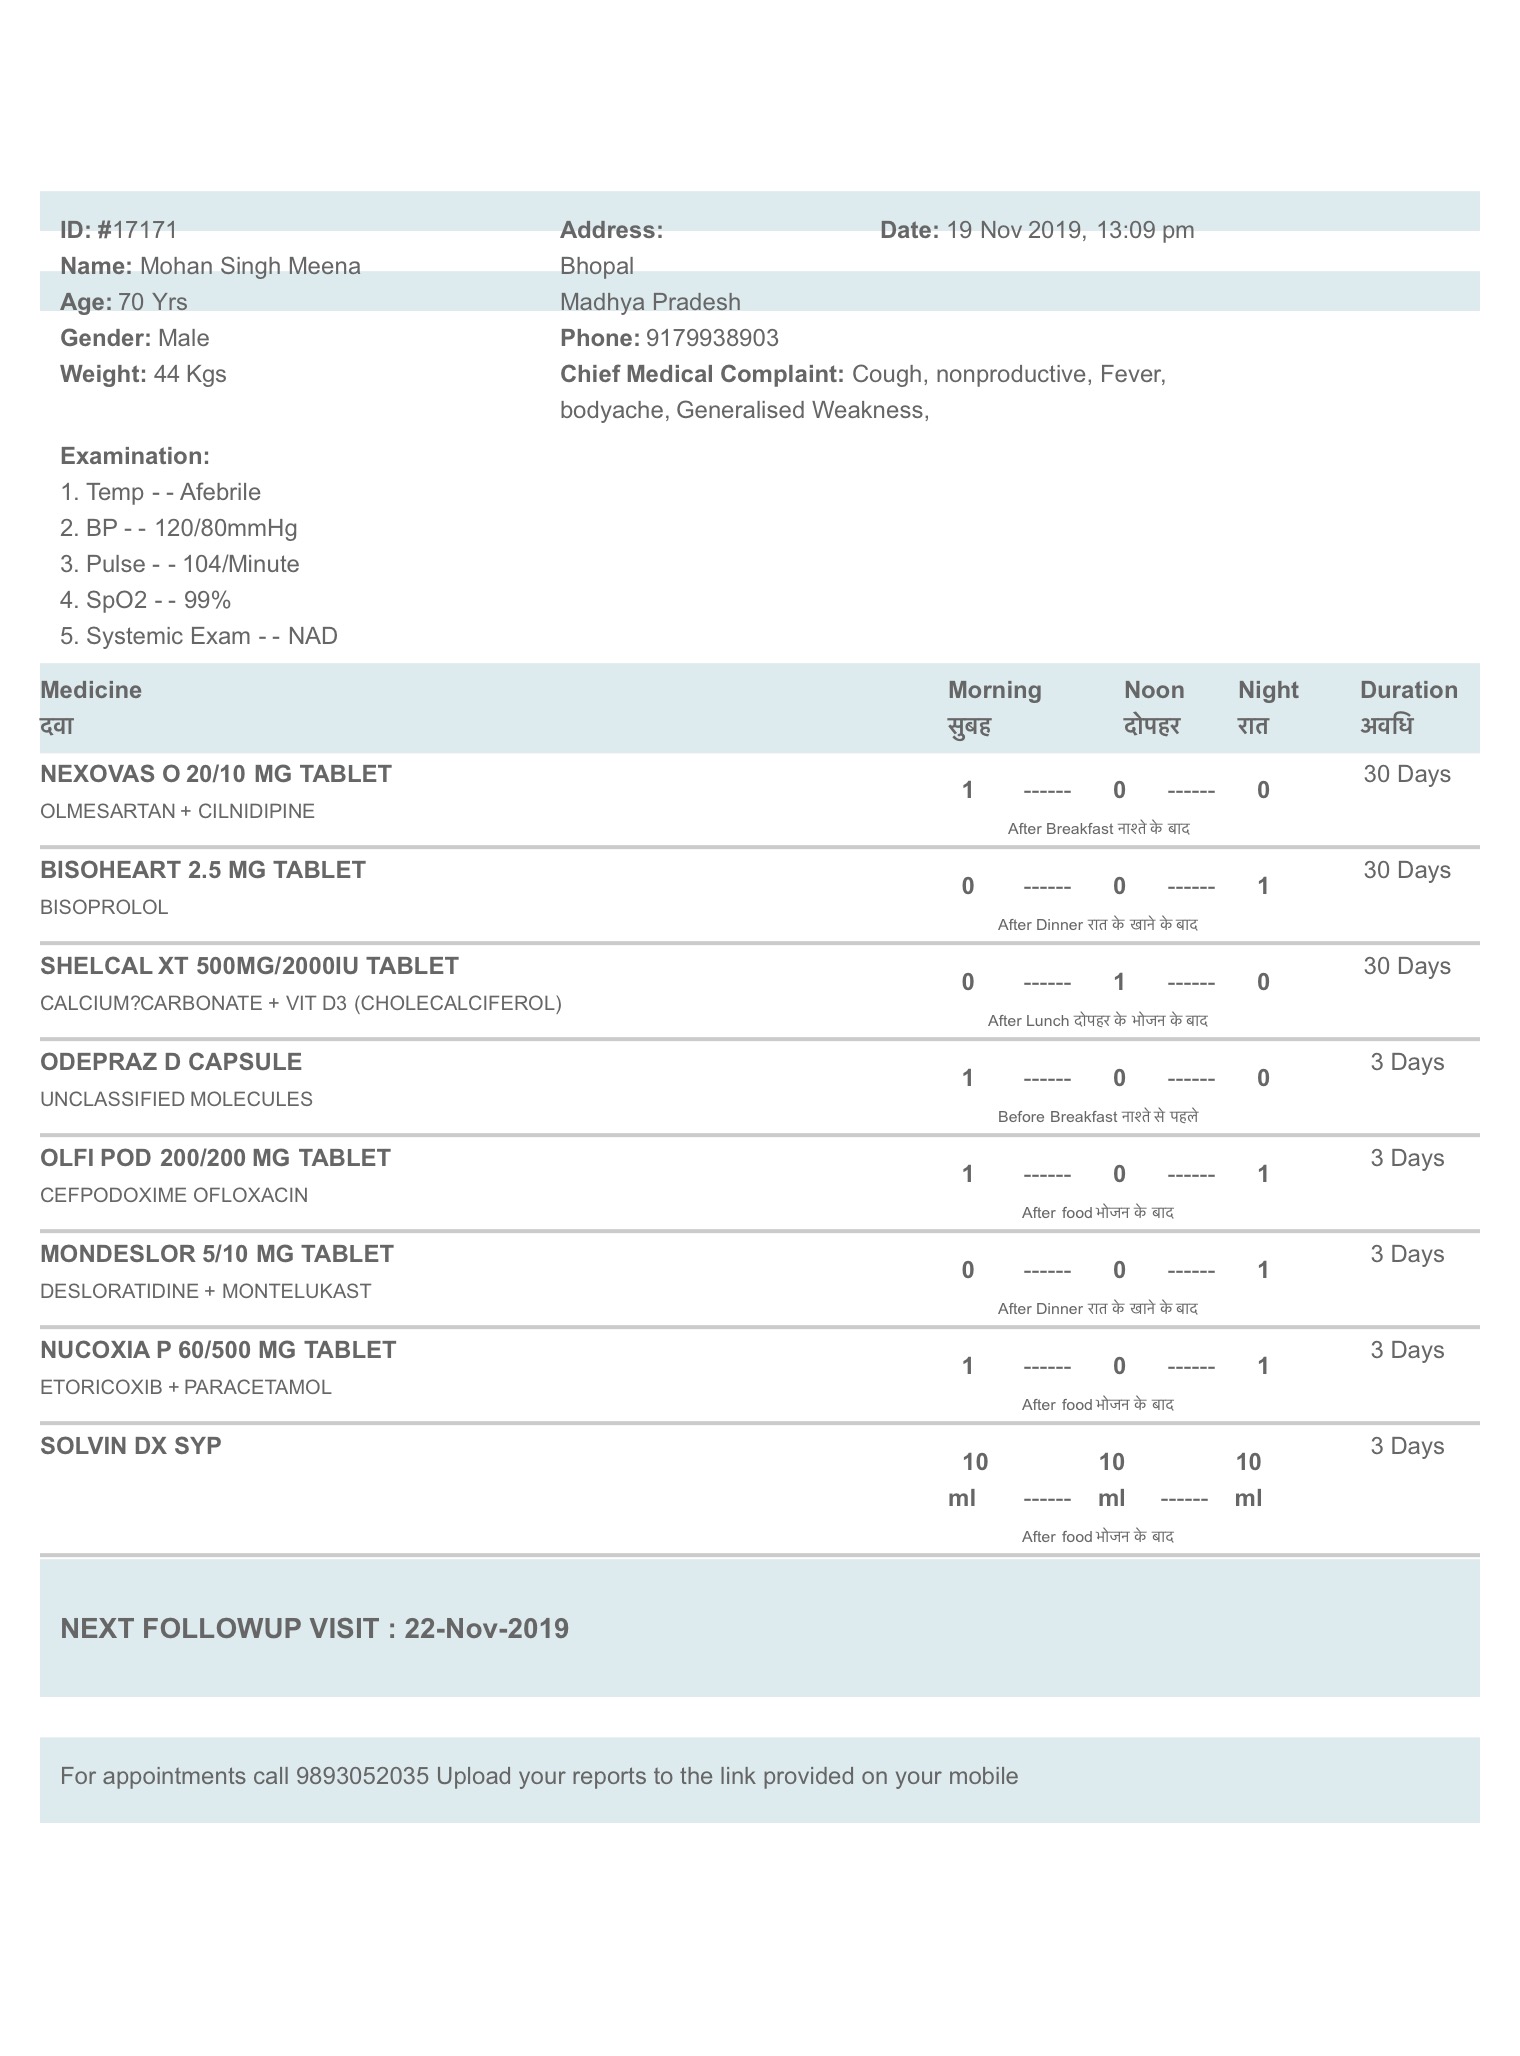 ID: #17171
Name: Mohan Singh Meena
Age: 70 Yrs
Gender: Male
Weight: 44 Kgs
Address:
Bhopal
Madhya Pradesh
Phone: 9179938903
Chief Medical Complaint: Cough, nonproductive, Fever,
bodyache, Generalised Weakness,
Date: 19 Nov 2019, 13:09 pm
Examination:
1. Temp - - Afebrile
2. BP - - 120/80mmHg
3. Pulse - - 104/Minute
4. SpO2 - - 99%
5. Systemic Exam - - NAD
Medicine Morning Noon Night Duration
दवा सुबह दोपहर रात अवधि
NEXOVAS O 20/10 MG TABLET 30 Days
1 ------ 0 ------ 0
OLMESARTAN + CILNIDIPINE
After Breakfast नाश्ते के बाद
BISOHEART 2.5 MG TABLET 30 Days
0 ------ 0 ------ 1
BISOPROLOL
After Dinner रात के खाने के बाद
SHELCAL XT 500MG/2000IU TABLET 30 Days
0 ------ 1 ------ 0
CALCIUM?CARBONATE + VIT D3 (CHOLECALCIFEROL)
After Lunch दोपहर के भोजन के बाद
ODEPRAZ D CAPSULE 3 Days
1 ------ 0 ------ 0
UNCLASSIFIED MOLECULES
Before Breakfast नाश्ते से पहले
OLFI POD 200/200 MG TABLET 3 Days
1 ------ 0 ------ 1
CEFPODOXIME OFLOXACIN
After food भोजन के बाद
MONDESLOR 5/10 MG TABLET 3 Days
0 ------ 0 ------ 1
DESLORATIDINE + MONTELUKAST
After Dinner रात के खाने के बाद
NUCOXIA P 60/500 MG TABLET 3 Days
1 ------ 0 ------ 1
ETORICOXIB + PARACETAMOL
After food भोजन के बाद
SOLVIN DX SYP 3 Days
10 10 10
ml ------ ml ------ ml
After food भोजन के बाद
NEXT FOLLOWUP VISIT : 22-Nov-2019
For appointments call 9893052035 Upload your reports to the link provided on your mobile